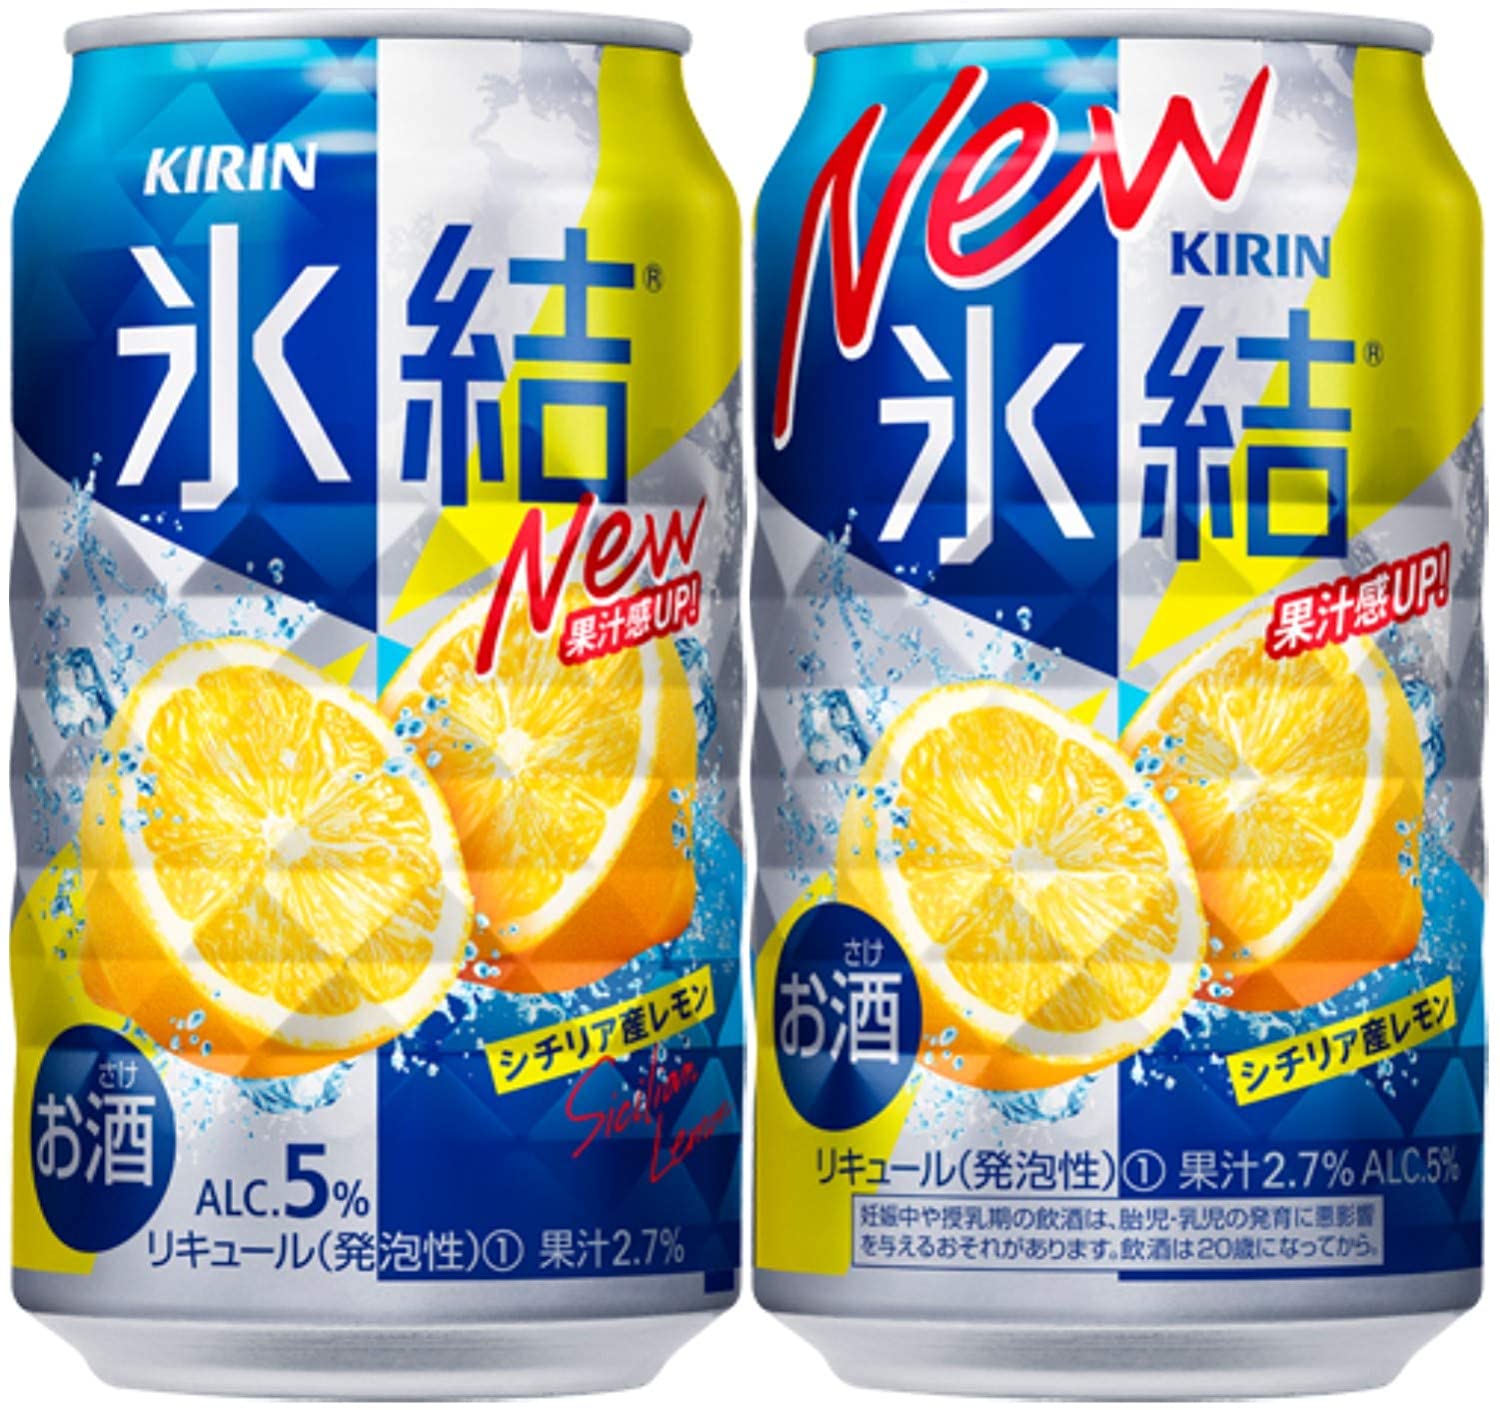 KIRIN
氷結®
New
果汁感UP!
シチリア産レモン
Sicilian
Lemon
さけ
お酒
ALC.5%
リキュール(発泡性)① 果汁2.7%
New
KIRIN
氷結®
果汁感UP!
さけ
お酒
シチリア産レモン
リキュール(発泡性)① 果汁2.7% ALC.5%
妊娠中や授乳期の飲酒は、胎児・乳児の発育に悪影響
を与えるおそれがあります。飲酒は20歳になってから。